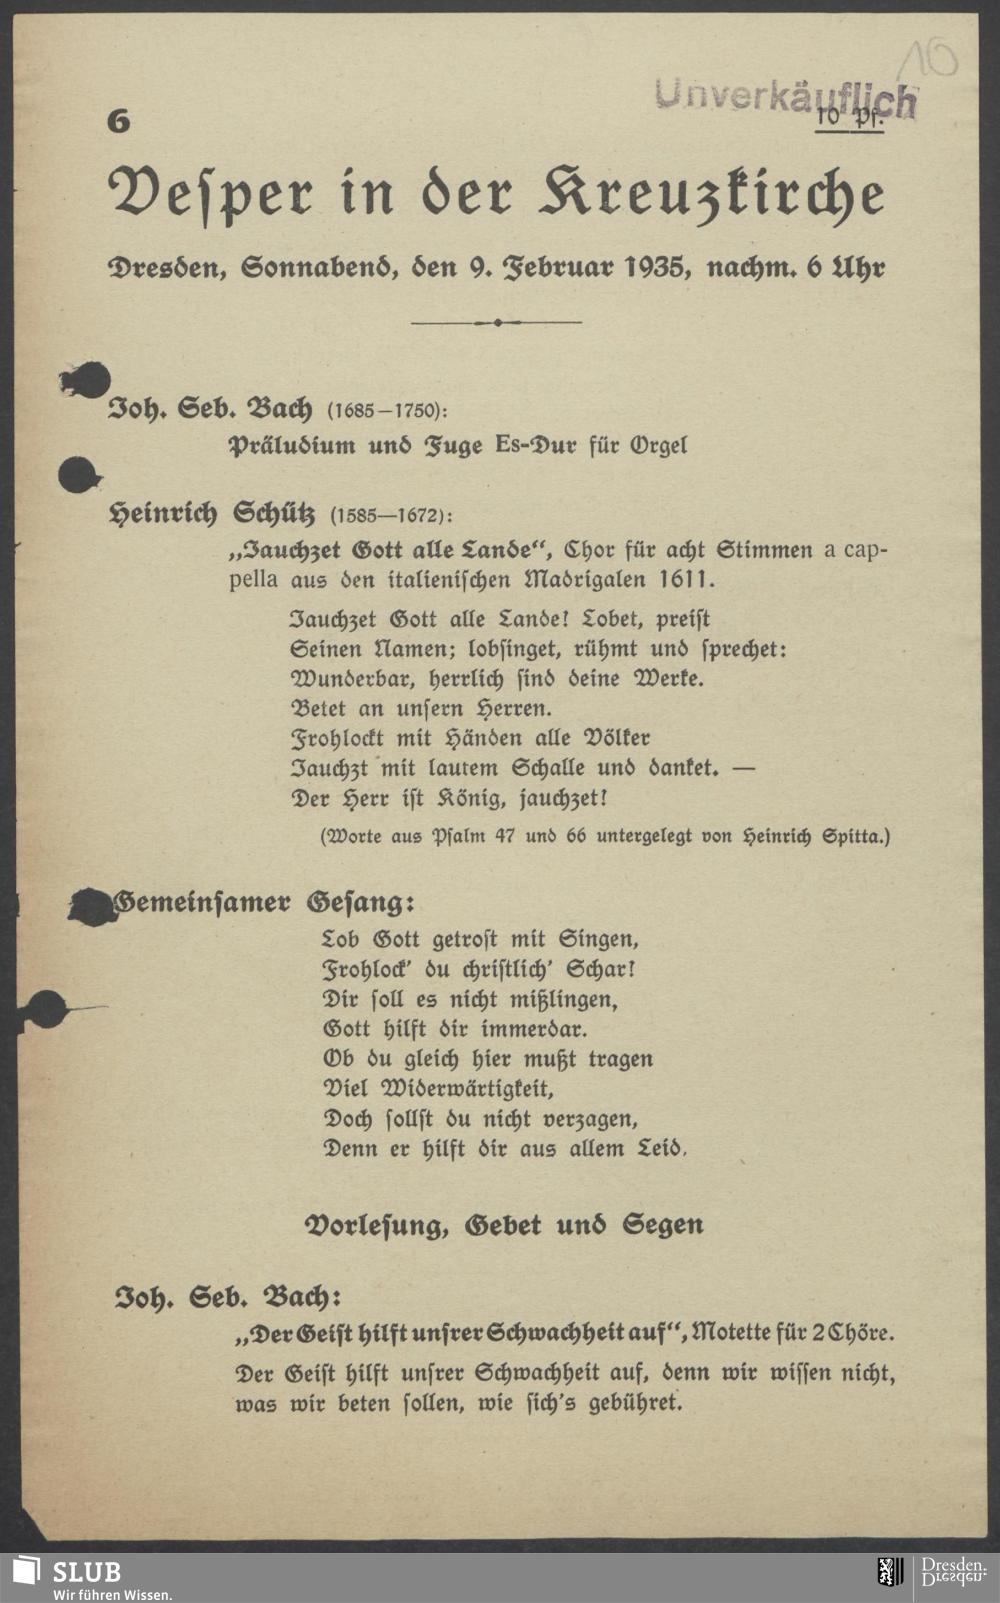 10
Unverkäuflich
6
10 Pf.
Vesper in der Kreuzkirche
Dresden, Sonnabend, den 9. Februar 1935, nachm. 6 Uhr
Joh. Seb. Bach (1685–1750):
Präludium und Fuge Es-Dur für Orgel
Heinrich Schütz (1585—1672):
„Jauchzet Gott alle Lande“, Chor für acht Stimmen a cap-
pella aus den italienischen Madrigalen 1611.
Jauchzet Gott alle Lande! Lobet, preist
Seinen Namen; lobsinget, rühmt und sprechet:
Wunderbar, herrlich sind deine Werke.
Betet an unsern Herren.
Frohlockt mit Händen alle Völker
Jauchzt mit lautem Schalle und danket. —
Der Herr ist König, jauchzet!
(Worte aus Psalm 47 und 66 untergelegt von Heinrich Spitta.)
Gemeinsamer Gesang:
Lob Gott getrost mit Singen,
Frohlock' du christlich' Schar!
Dir soll es nicht mißlingen,
Gott hilft dir immerdar.
Ob du gleich hier mußt tragen
Viel Widerwärtigkeit,
Doch sollst du nicht verzagen,
Denn er hilft dir aus allem Leid.
Vorlesung, Gebet und Segen
Joh. Seb. Bach:
„Der Geist hilft unsrer Schwachheit auf“, Motette für 2 Chöre.
Der Geist hilft unsrer Schwachheit auf, denn wir wissen nicht,
was wir beten sollen, wie sich's gebühret.
SLUB
Wir führen Wissen.
Dresden.
Dresden.